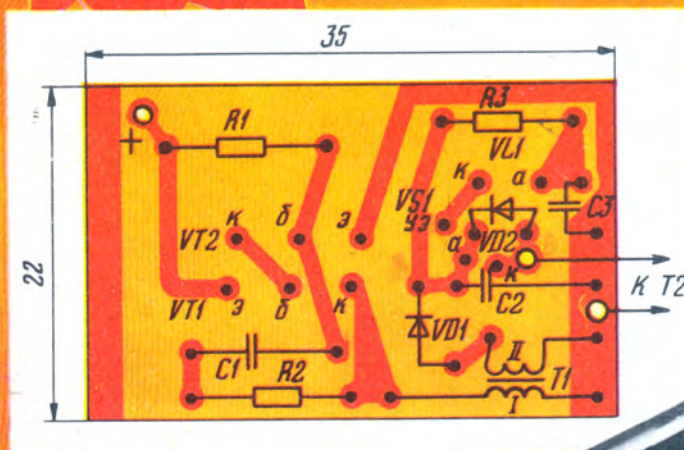 35
22
+
R1
R3
VL1
к
а
VS1
УЭ
C3
к
б
э
VT2
а
VD2
к
К Т2
VT1
э
б
к
C2
VD1
C1
R2
II
T1
I